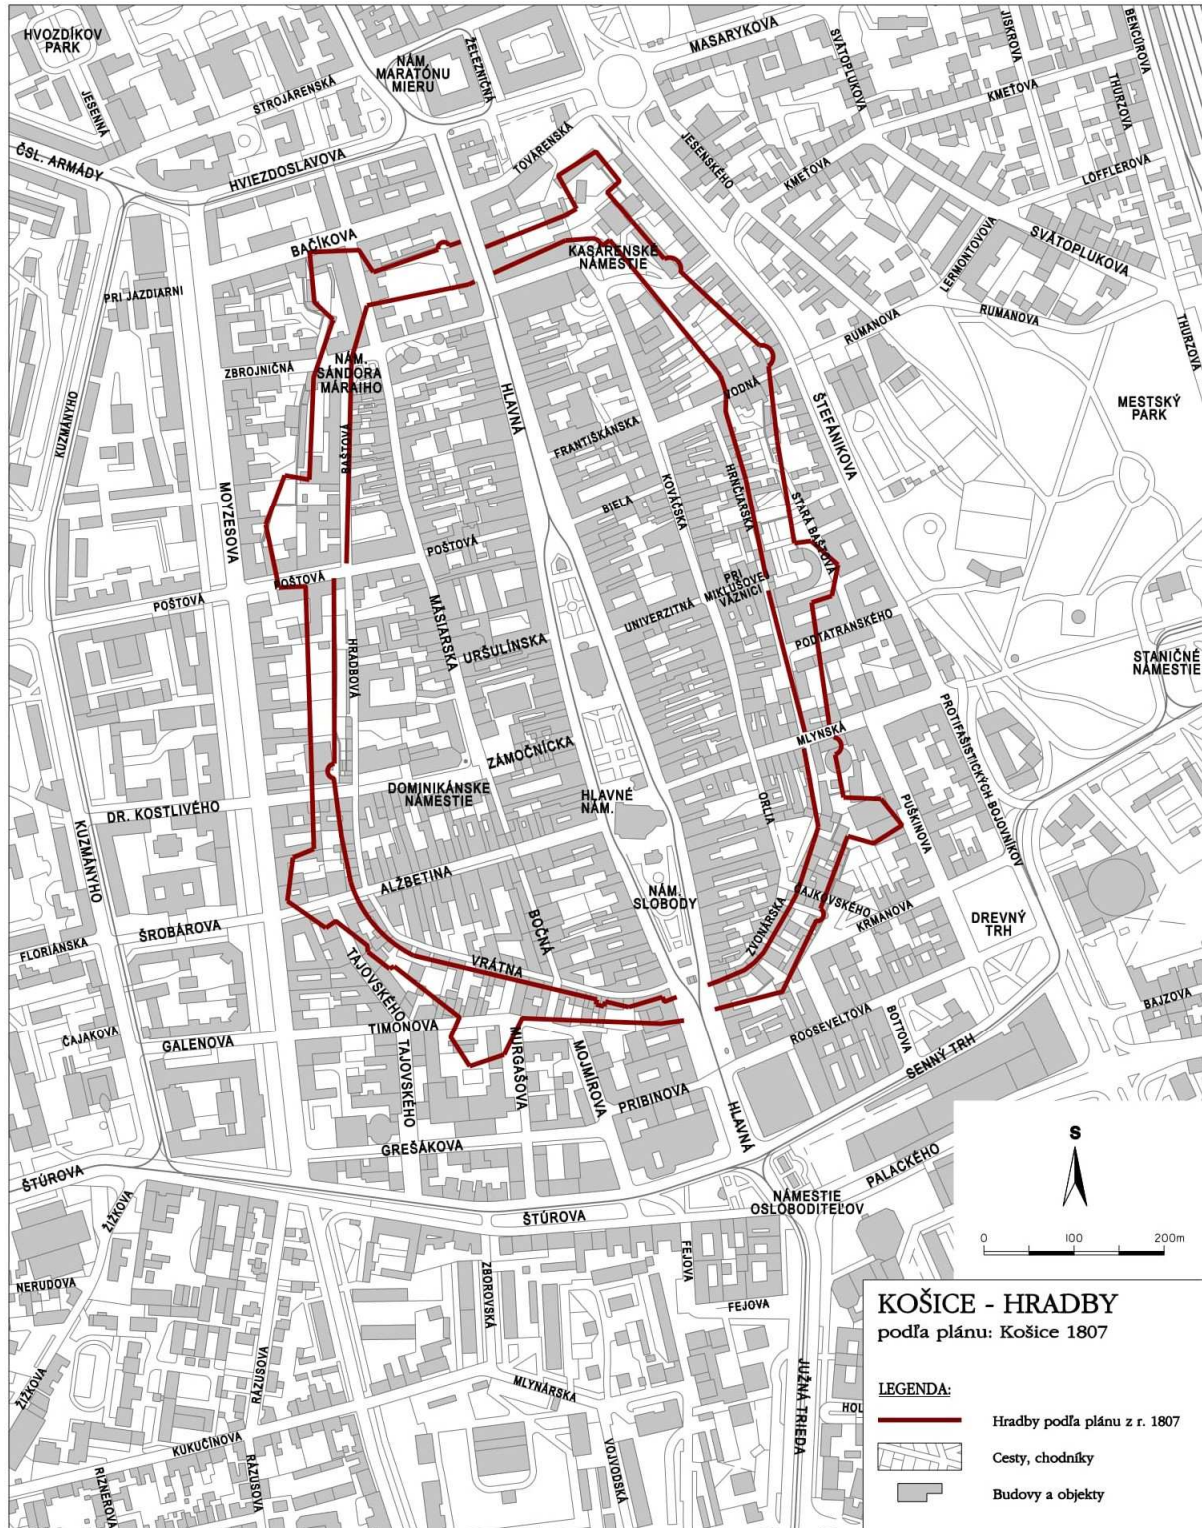 HVOZDÍKOV
PARK
JESENNÁ
ČSL. ARMÁDY
STROJÁRENSKÁ
NÁM.
MARATÓNU
MIERU
ŽELEZNIČNÁ
MASARYKOVA
SVÄTOPLUKOVA
JISKROVA
BENCÚROVA
KMEŤOVA
THURZOVA
HVIEZDOSLAVOVA
TOVÁRENSKÁ
JESENSKÉHO
KMEŤOVA
LÖFFLEROVA
BAČÍKOVA
KASÁRENSKÉ
NÁMESTIE
LERMONTOVOVA
SVÄTOPLUKOVA
PRI JAZDIARNI
RUMANOVA
RUMANOVA
THURZOVA
ZBROJNIČNÁ
NÁM.
SÁNDORA
MÁRAIHO
HLAVNÁ
VODNÁ
ŠTEFÁNIKOVA
MESTSKÝ
PARK
KUZMÁNYHO
BAŠTOVÁ
FRANTIŠKÁNSKA
MOYZESOVA
BIELA
KOVÁČSKA
HRNČIARSKA
STARÁ BAŠTOVÁ
POŠTOVÁ
POŠTOVÁ
POŠTOVÁ
MÄSIARSKA
UNIVERZITNÁ
PRI
MIKLUŠOVEJ
VÄZNICI
PODTATRANSKÉHO
HRADBOVÁ
URŠULÍNSKA
STANIČNÉ
NÁMESTIE
PROTIFAŠISTICKÝCH BOJOVNÍKOV
MLYNSKÁ
ZÁMOČNÍCKA
DOMINIKÁNSKE
NÁMESTIE
HLAVNÉ
NÁM.
ORLIA
PUŠKINOVA
DR. KOSTLIVÉHO
KUZMÁNYHO
ALŽBETINA
NÁM.
SLOBODY
ČAJKOVSKÉHO
KRMANOVA
DREVNÝ
TRH
ŠROBÁROVA
BOČNÁ
ZVONÁRSKA
FLORIÁNSKA
TAJOVSKÉHO
VRÁTNA
BAJZOVA
ČAJAKOVA
GALENOVA
TIMONOVA
TAJOVSKÉHO
MURGAŠOVA
MOJMÍROVA
ROOSEVELTOVA
BOTTOVA
SENNÝ TRH
PRIBINOVA
HLAVNÁ
GREŠÁKOVA
PALACKÉHO
ŠTÚROVA
ŽIŽKOVA
NÁMESTIE
OSLOBODITEĽOV
ŠTÚROVA
S
0 100 200m
NERUDOVA
ZBOROVSKÁ
FEJOVA
FEJOVA
KOŠICE - HRADBY
podľa plánu: Košice 1807
ŽIŽKOVA
RÁZUSOVA
MLYNÁRSKA
JUŽNÁ TRIEDA
LEGENDA:
HOL
Hradby podľa plánu z r. 1807
KUKUČÍNOVA
Cesty, chodníky
RIZNEROVA
RÁZUSOVA
VOJVODSKÁ
Budovy a objekty